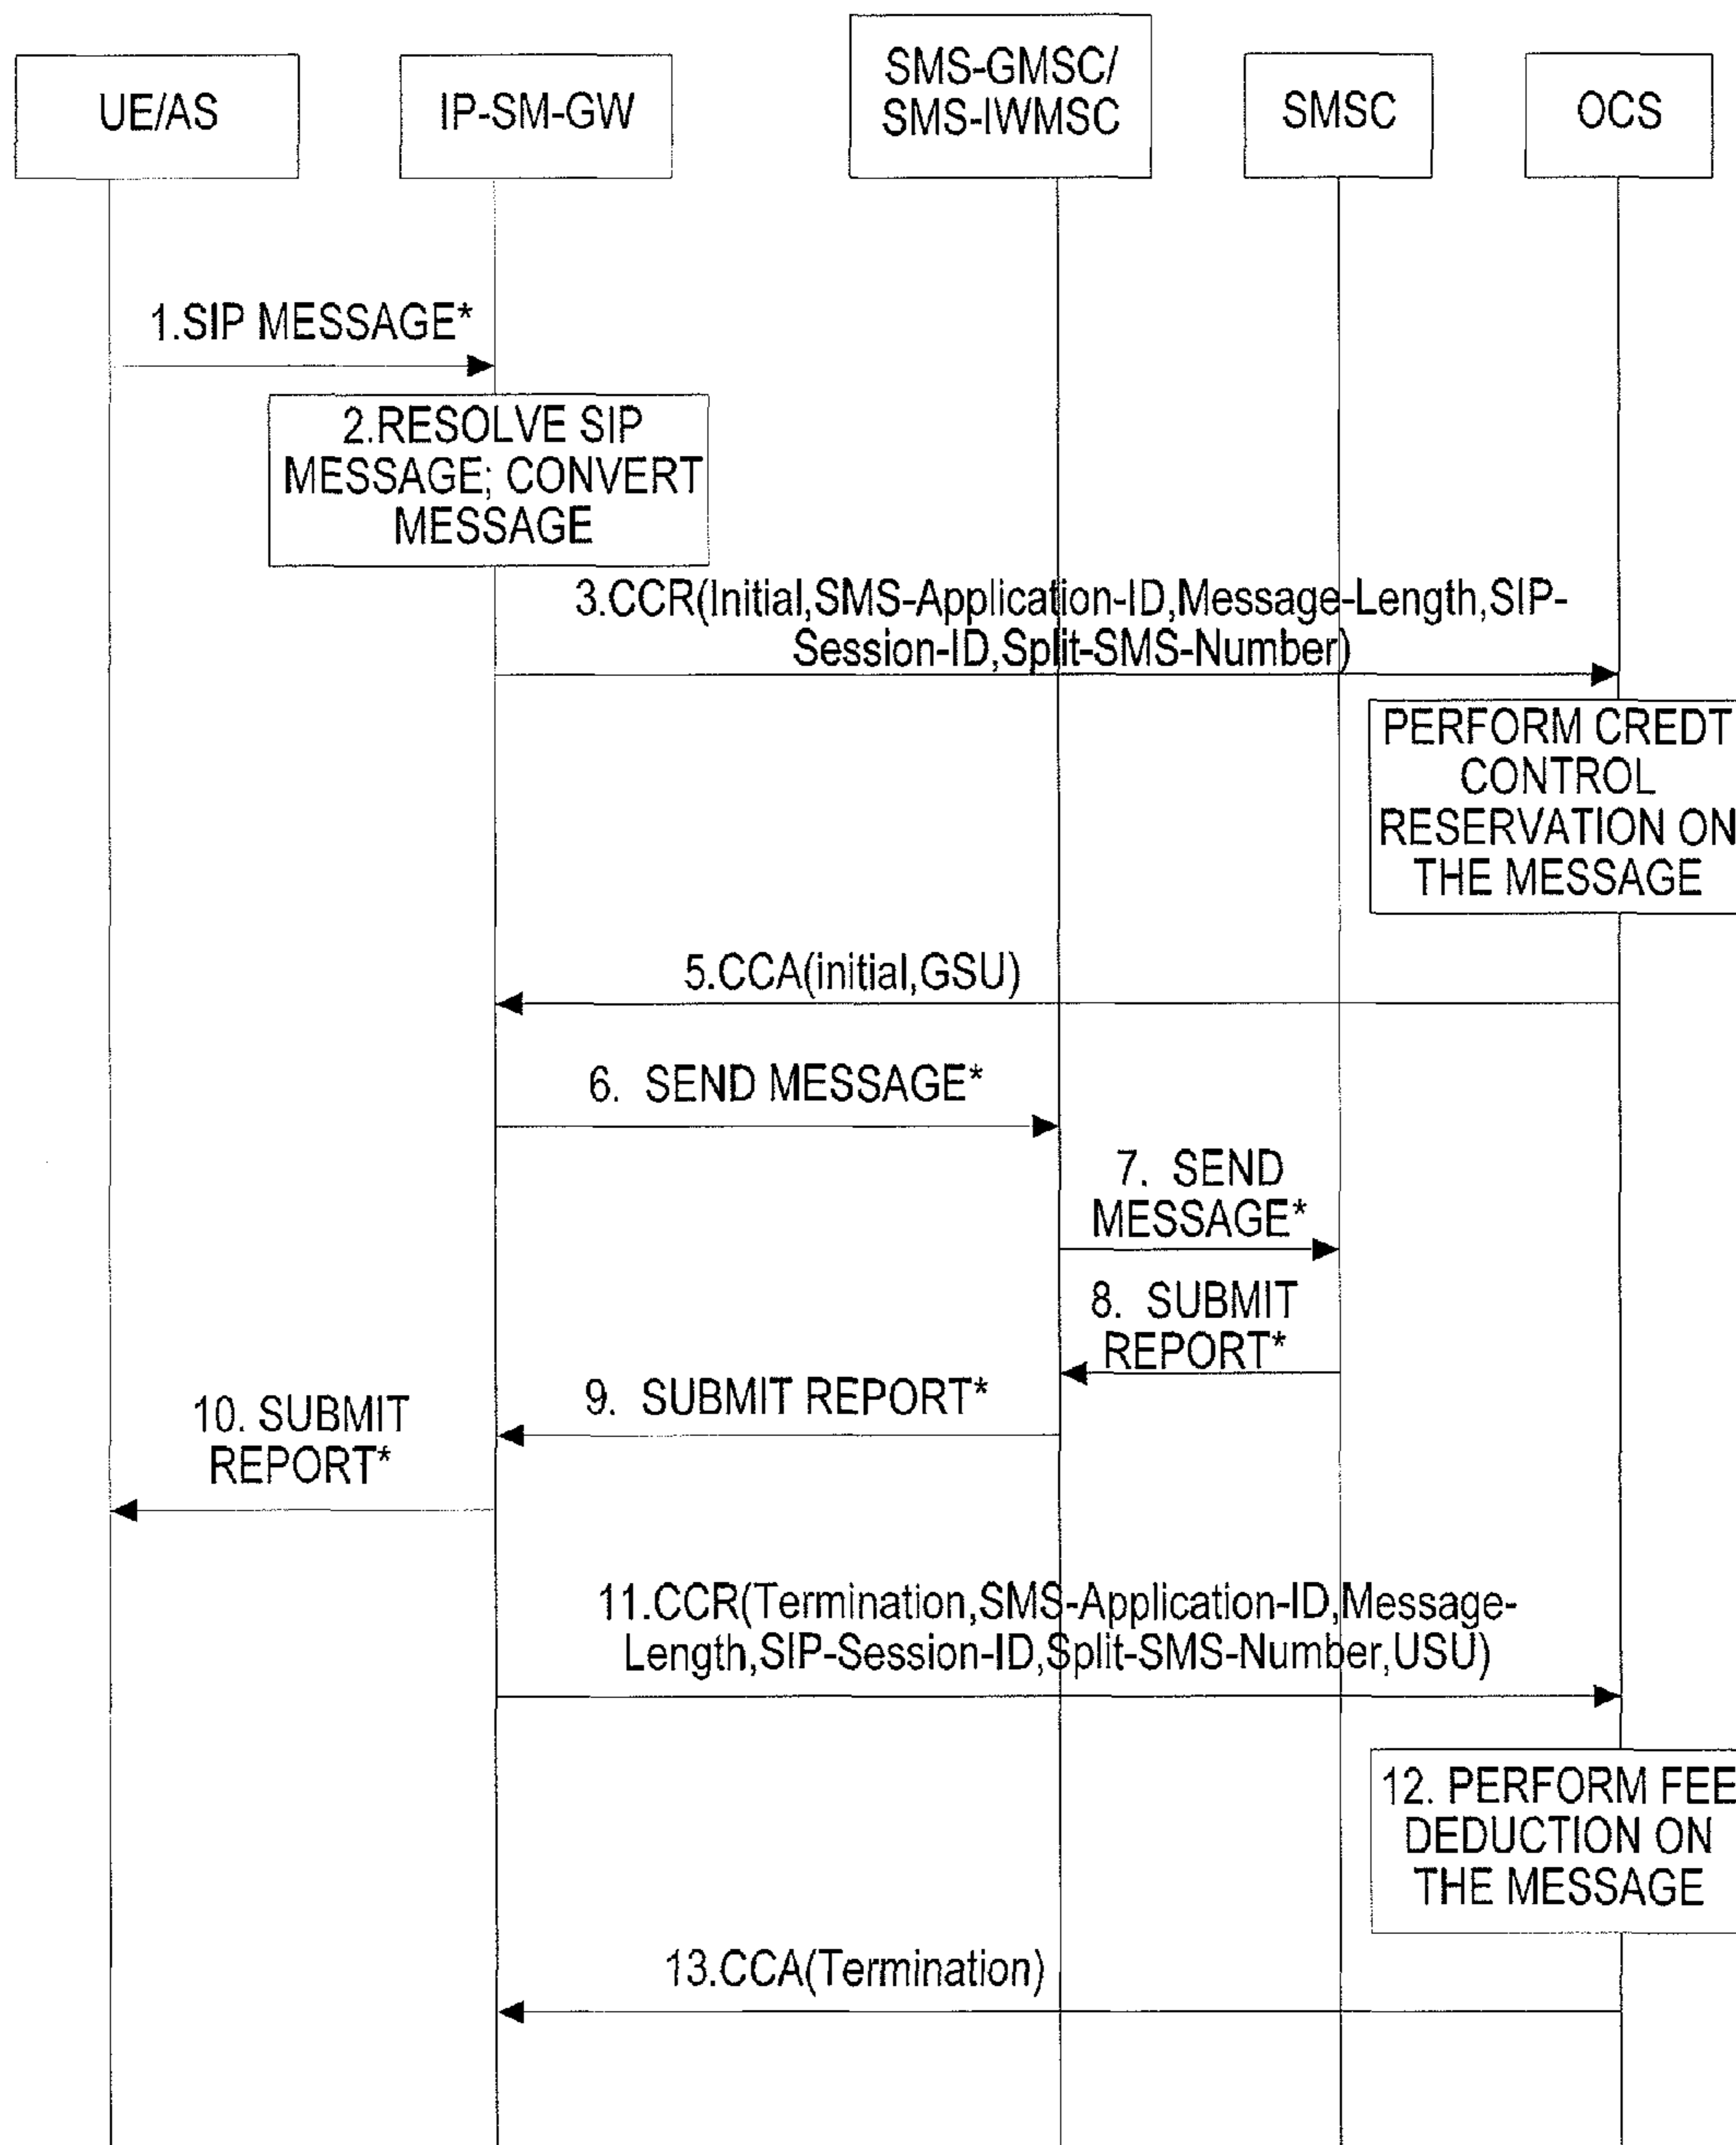 UE/AS
IP-SM-GW
SMS-GMSC/
SMS-IWMSC
SMSC
OCS
1.SIP MESSAGE*
2.RESOLVE SIP
MESSAGE; CONVERT
MESSAGE
3.CCR(Initial,SMS-Application-ID,Message-Length,SIP-
Session-ID,Split-SMS-Number)
PERFORM CREDT
CONTROL
RESERVATION ON
THE MESSAGE
5.CCA(initial,GSU)
6. SEND MESSAGE*
7. SEND
MESSAGE*
8. SUBMIT
REPORT*
9. SUBMIT REPORT*
10. SUBMIT
REPORT*
11.CCR(Termination,SMS-Application-ID,Message-
Length,SIP-Session-ID,Split-SMS-Number,USU)
12. PERFORM FEE
DEDUCTION ON
THE MESSAGE
13.CCA(Termination)